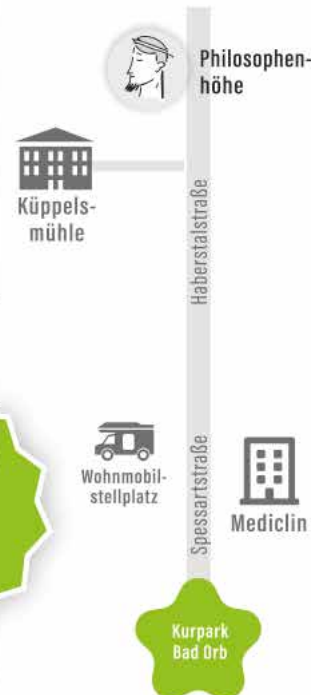 Philosophen-
höhe
Küppels-
mühle
Haberstalstraße
Wohnmobil-
stellplatz
Spessartstraße
Mediclin
Kurpark
Bad Orb